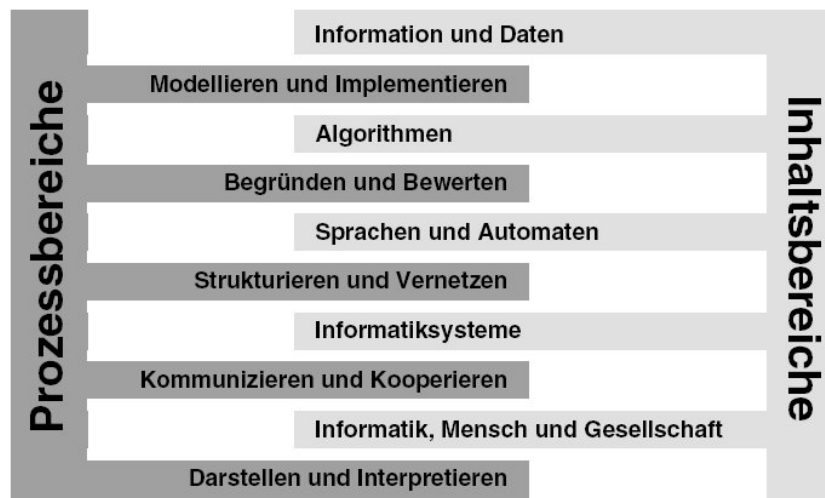 Prozessbereiche
Information und Daten
Modellieren und Implementieren
Algorithmen
Begründen und Bewerten
Sprachen und Automaten
Strukturieren und Vernetzen
Informatiksysteme
Kommunizieren und Kooperieren
Informatik, Mensch und Gesellschaft
Darstellen und Interpretieren
Inhaltsbereiche